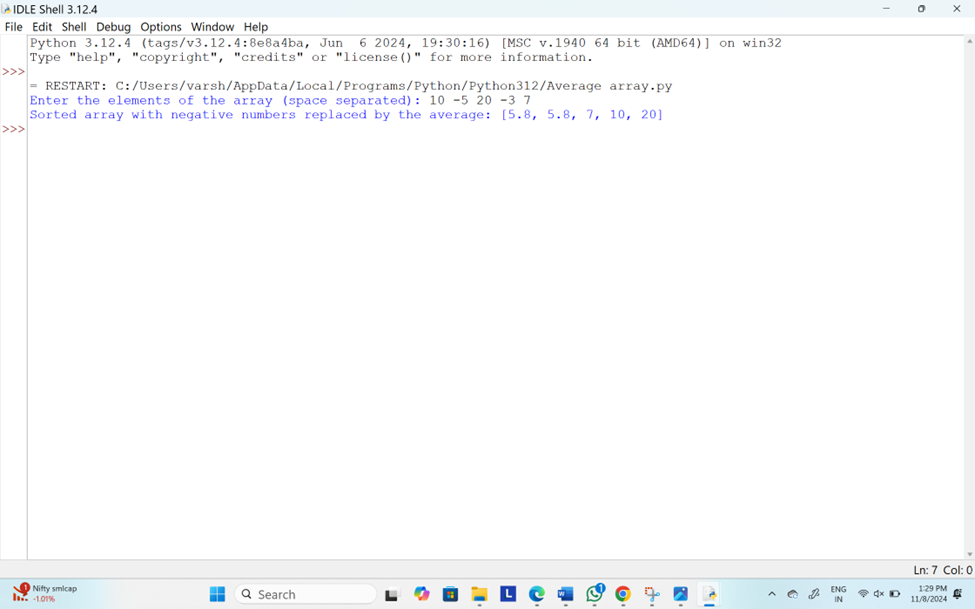 IDLE Shell 3.12.4
File Edit Shell Debug Options Window Help
Python 3.12.4 (tags/v3.12.4:8e8a4ba, Jun  6 2024, 19:30:16) [MSC v.1940 64 bit (AMD64)] on win32
Type "help", "copyright", "credits" or "license()" for more information.
>>>
= RESTART: C:/Users/varsh/AppData/Local/Programs/Python/Python312/Average array.py
Enter the elements of the array (space separated): 10 -5 20 -3 7
Sorted array with negative numbers replaced by the average: [5.8, 5.8, 7, 10, 20]
>>>
Ln: 7 Col: 0
1
Nifty smlcap
-1.01%
Search
L
W
1
ENG
IN
1:29 PM
11/8/2024